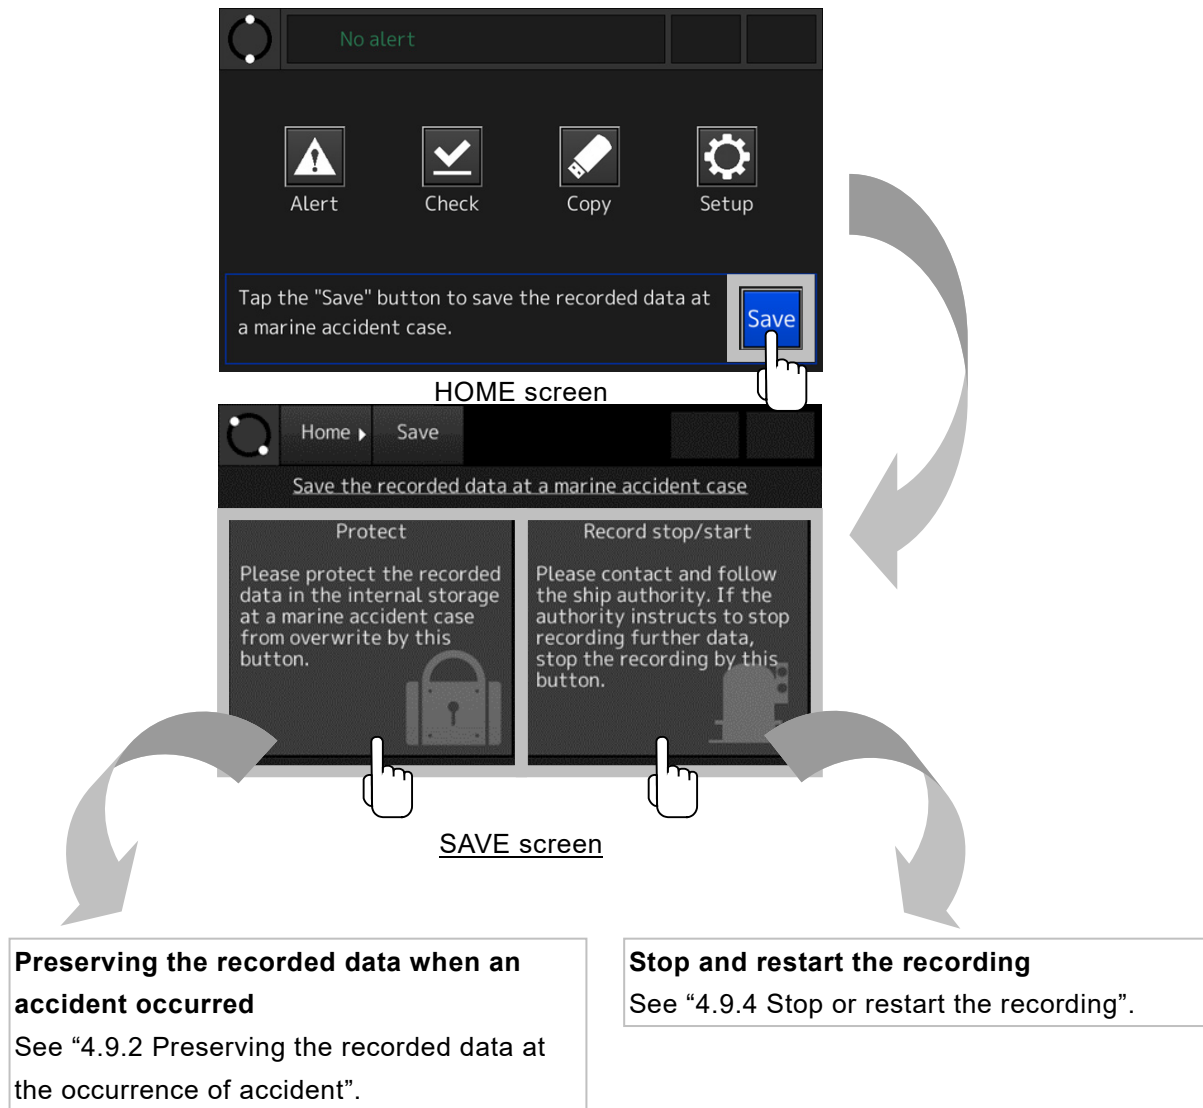 No alert
Alert
Check
Copy
Setup
Tap the "Save" button to save the recorded data at
a marine accident case.
Save
HOME screen
Home
Save
Save the recorded data at a marine accident case
Protect
Please protect the recorded
data in the internal storage
at a marine accident case
from overwrite by this
button.
Record stop/start
Please contact and follow
the ship authority. If the
authority instructs to stop
recording further data,
stop the recording by this
button.
SAVE screen
Preserving the recorded data when an
accident occurred
See “4.9.2 Preserving the recorded data at
the occurrence of accident”.
Stop and restart the recording
See “4.9.4 Stop or restart the recording”.